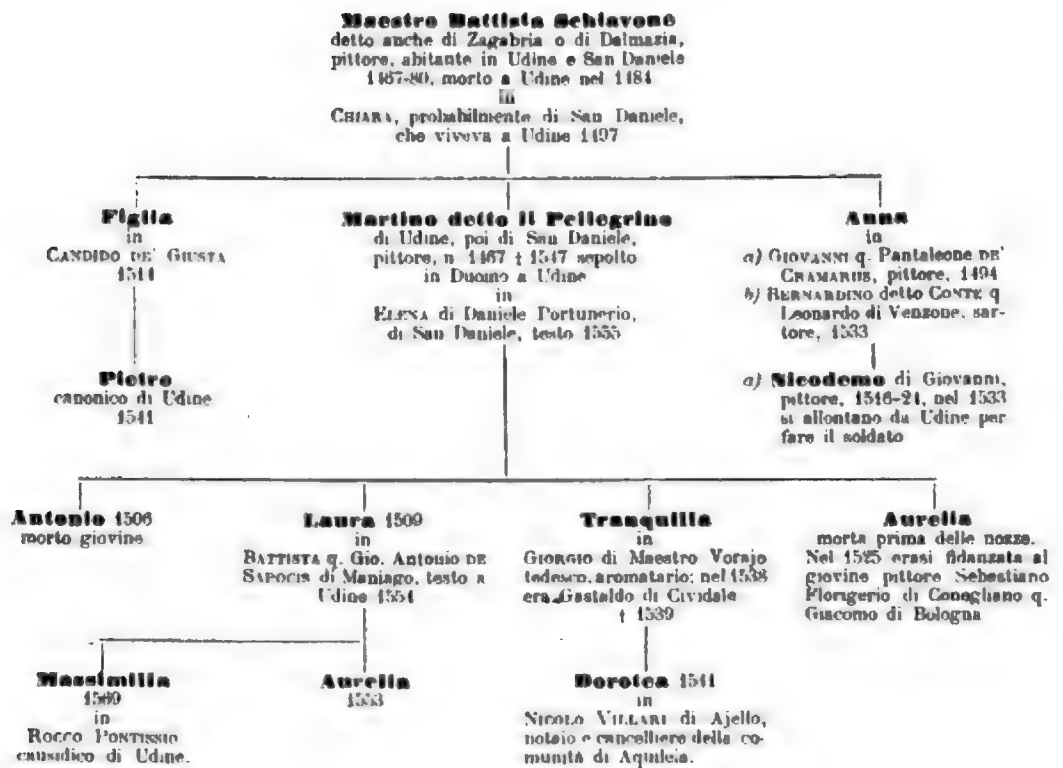 Maestro Battista Schiavone
detto anche di Zagabria o di Dalmazia,
pittore, abitante in Udine e San Daniele
1467-80, morto a Udine nel 1484
in
CHIARA, probabilmente di San Daniele,
che viveva a Udine 1497
Figlia
in
CANDIDO DE' GIUSTA
1544
Pietro
canonico di Udine
1541
Martino detto il Pellegrino
di Udine, poi di San Daniele,
pittore, n 1467 † 1547 sepolto
in Duomo a Udine
in
ELENA di Daniele Portunerio,
di San Daniele, testo 1555
Anna
in
a) GIOVANNI q. Pantaleone DE'
CRAMARIIS, pittore, 1494
b) BERNARDINO detto CONTE q
Leonardo di Venzone, sar-
tore, 1533
a) Nicodemo di Giovanni,
pittore, 1516-21, nel 1533
si allontano da Udine per
fare il soldato
Antonio 1506
morto giovine
Laura 1509
in
BATTISTA q. Gio. Antonio DE
SAPOCIS di Maniago, testo a
Udine 1554
Tranquilla
in
GIORGIO di Maestro Vorajo
tedesco, aromatario; nel 1538
era Gastaldo di Cividale
† 1539
Aurelia
morta prima delle nozze.
Nel 1525 erasi fidanzata al
giovine pittore Sebastiano
Florigerio di Conegliano q.
Giacomo di Bologna
Massimilia
1569
in
ROCCO PONTISSIO
causidico di Udine.
Aurelia
1553
Dorotea 1541
in
NICOLO VILLARI di Ajello,
notaio e cancelliere della co-
munità di Aquileia.